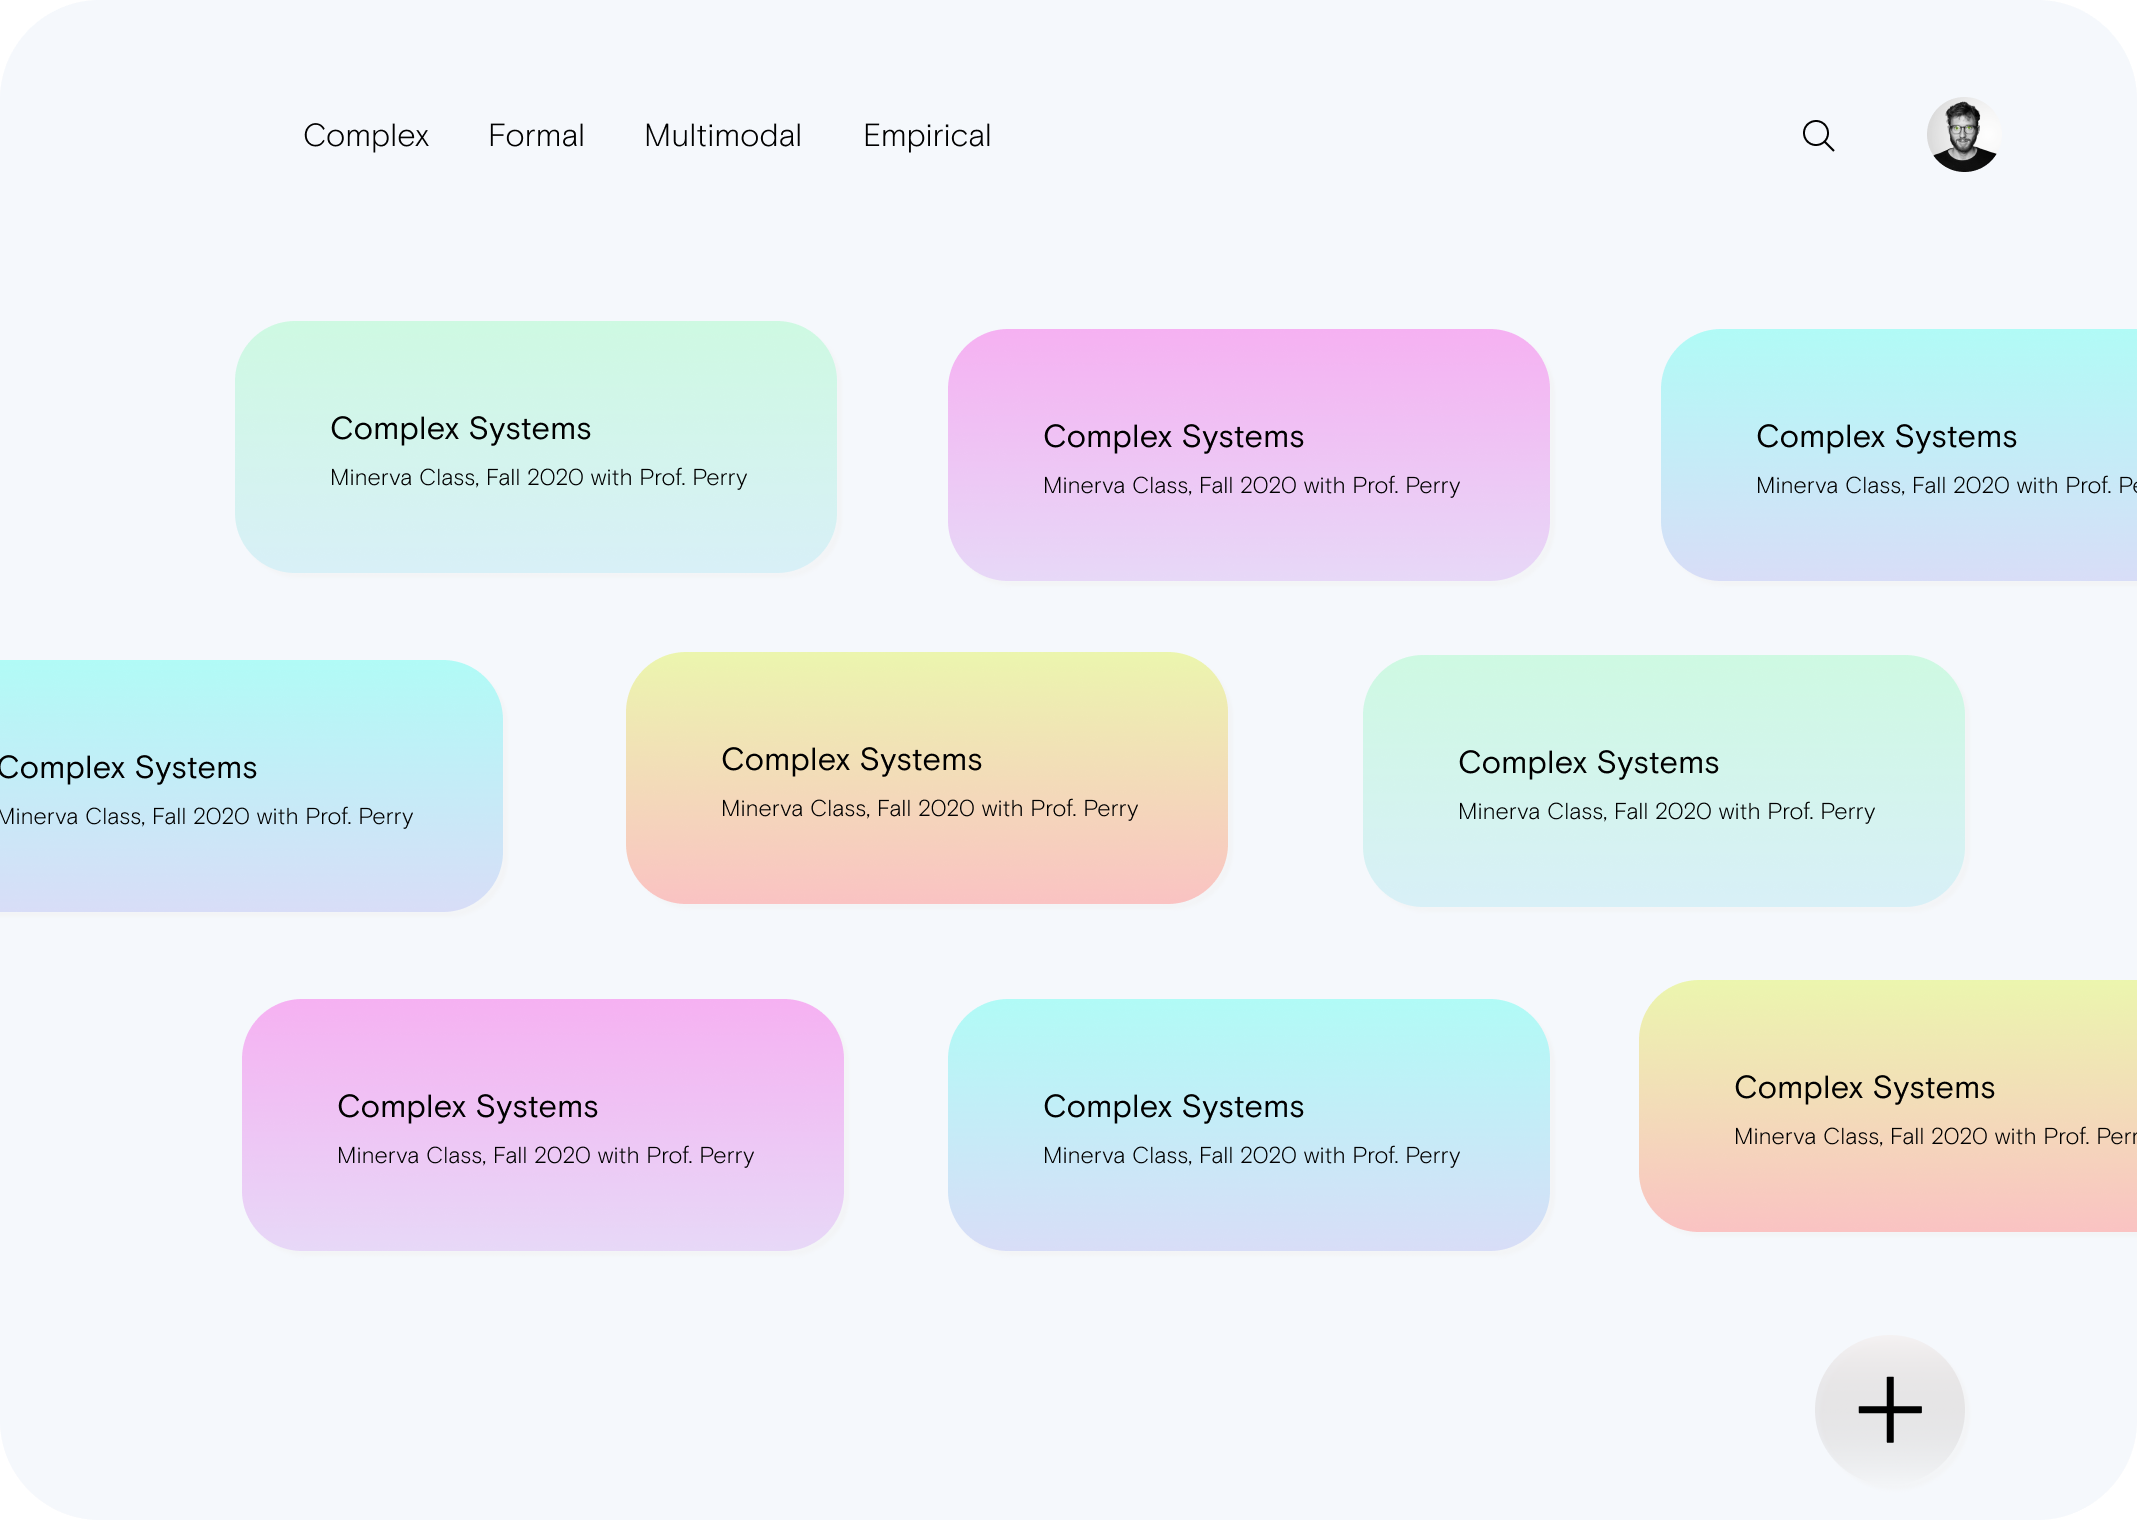 Complex Formal Multimodal Empirical
Complex Systems
Minerva Class, Fall 2020 with Prof. Perry
Complex Systems
Minerva Class, Fall 2020 with Prof. Perry
Complex Systems
Minerva Class, Fall 2020 with Prof.
Complex Systems
Minerva Class, Fall 2020 with Prof. Perry
Complex Systems
Minerva Class, Fall 2020 with Prof. Perry
Complex Systems
Minerva Class, Fall 2020 with Prof. Perry
Complex Systems
Minerva Class, Fall 2020 with Prof. Perry
Complex Systems
Minerva Class, Fall 2020 with Prof. Perry
Complex Systems
Minerva Class, Fall 2020 with Prof.